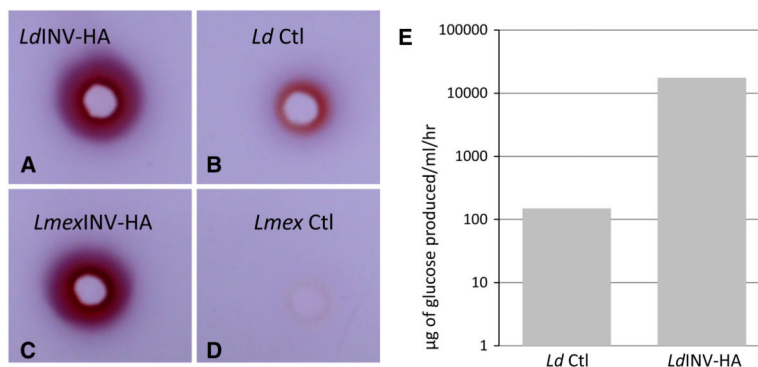 LdINV-HA
A
Ld Ctl
B
LmexINV-HA
C
Lmex Ctl
D
E
µg of glucose produced/ml/hr
100000
10000
1000
100
10
1
Ld Ctl
LdINV-HA